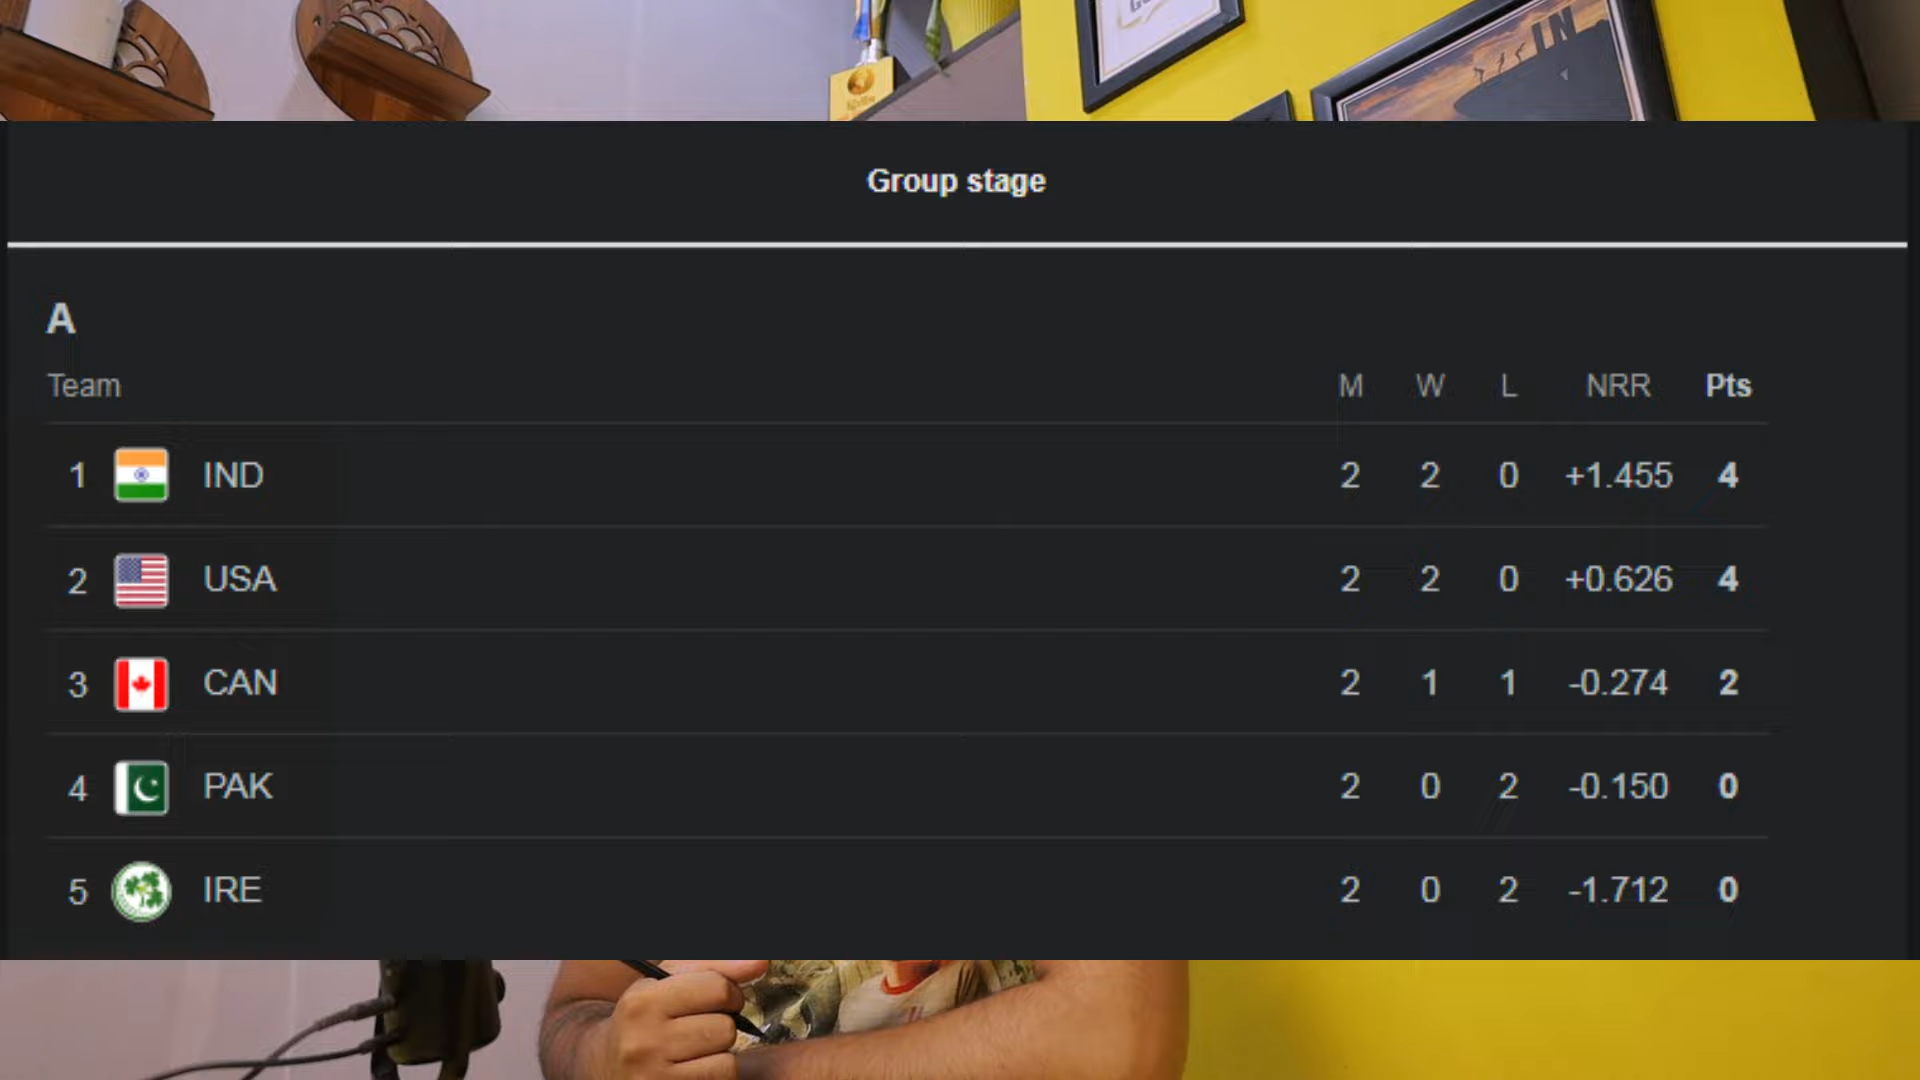 IN
Group stage
A
Team M W L NRR Pts
1 IND 2 2 0 +1.455 4
2 USA 2 2 0 +0.626 4
3 CAN 2 1 1 -0.274 2
4 PAK 2 0 2 -0.150 0
5 IRE 2 0 2 -1.712 0